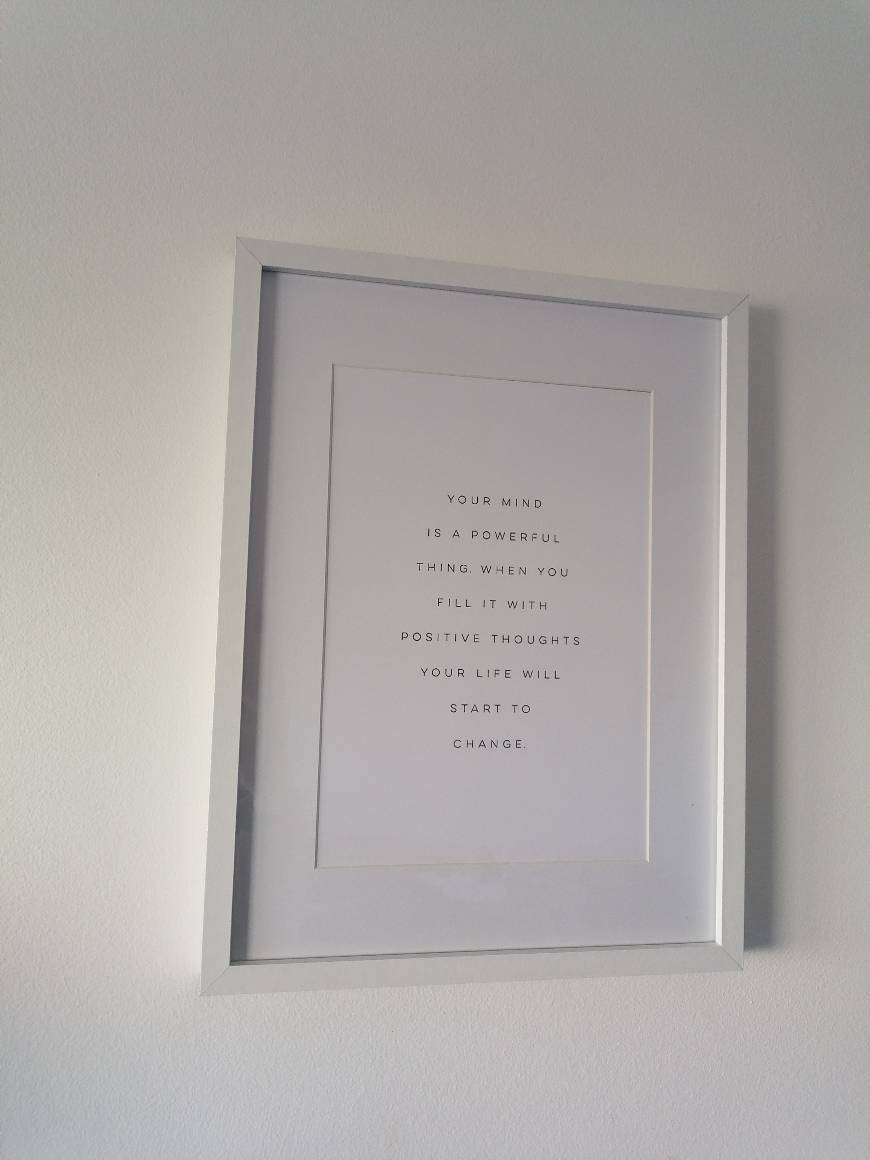 YOUR MIND
IS A POWERFUL
THING. WHEN YOU
FILL IT WITH
POSITIVE THOUGHTS
YOUR LIFE WILL
START TO
CHANGE.